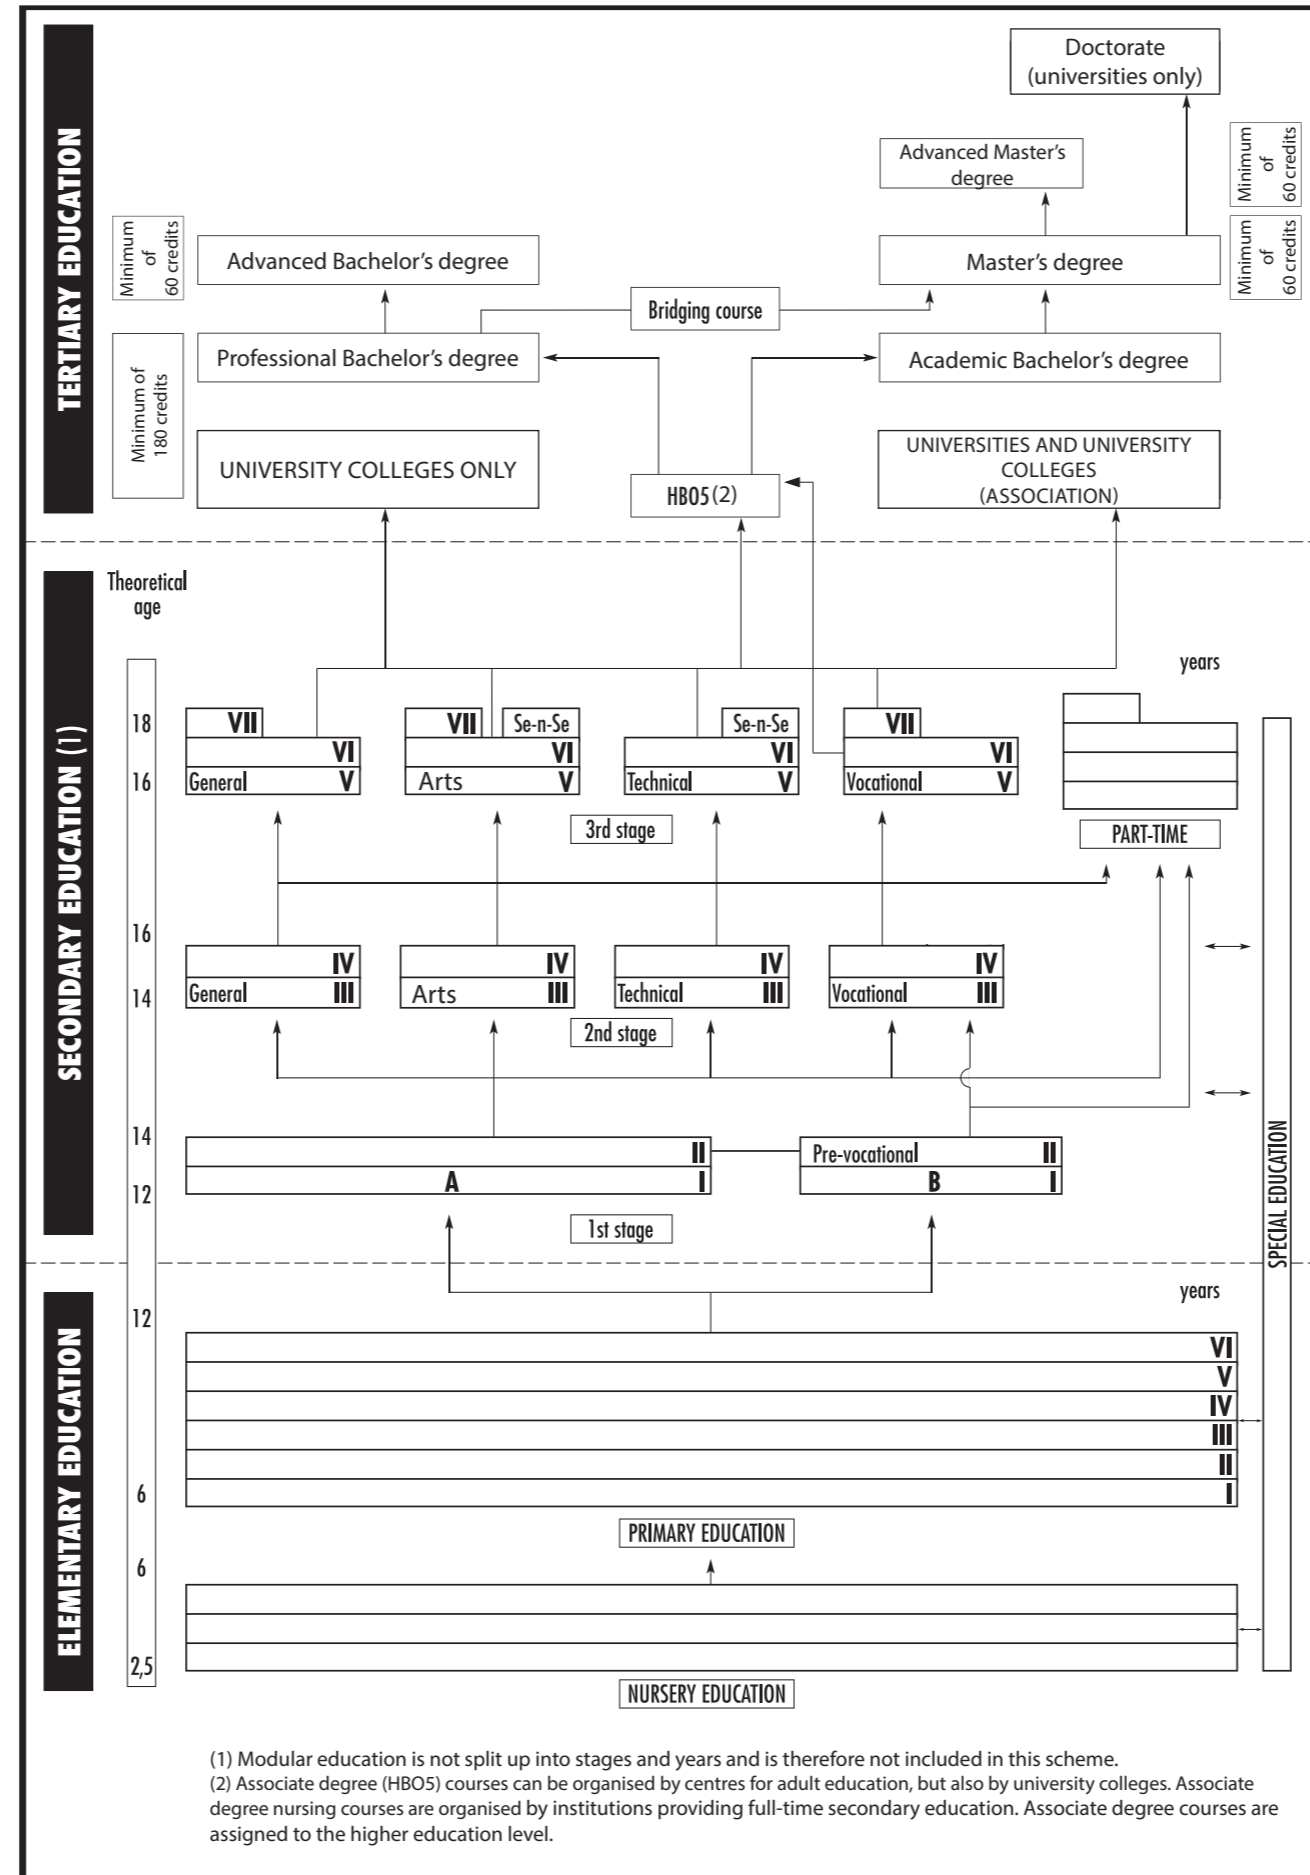 TERTIARY EDUCATION
Doctorate
(universities only)
Advanced Master's
degree
Minimum
of
60 credits
Minimum
of
60 credits
Advanced Bachelor's degree
Master's degree
Minimum
of
60 credits
Bridging course
Professional Bachelor's degree
Academic Bachelor's degree
Minimum of
180 credits
UNIVERSITY COLLEGES ONLY
HBO5 (2)
UNIVERSITIES AND UNIVERSITY
COLLEGES
(ASSOCIATION)
SECONDARY EDUCATION (1)
Theoretical
age
years
18
VII
VII
Se-n-Se
Se-n-Se
VII
VI
VI
VI
VI
16
General V
Arts V
Technical V
Vocational V
3rd stage
PART-TIME
16
IV
IV
IV
IV
14
General III
Arts III
Technical III
Vocational III
2nd stage
14
II
Pre-vocational II
12
A I
B I
1st stage
SPECIAL EDUCATION
ELEMENTARY EDUCATION
years
12
VI
V
IV
III
II
6
I
PRIMARY EDUCATION
6
2,5
NURSERY EDUCATION
(1) Modular education is not split up into stages and years and is therefore not included in this scheme.
(2) Associate degree (HBO5) courses can be organised by centres for adult education, but also by university colleges. Associate
degree nursing courses are organised by institutions providing full-time secondary education. Associate degree courses are
assigned to the higher education level.